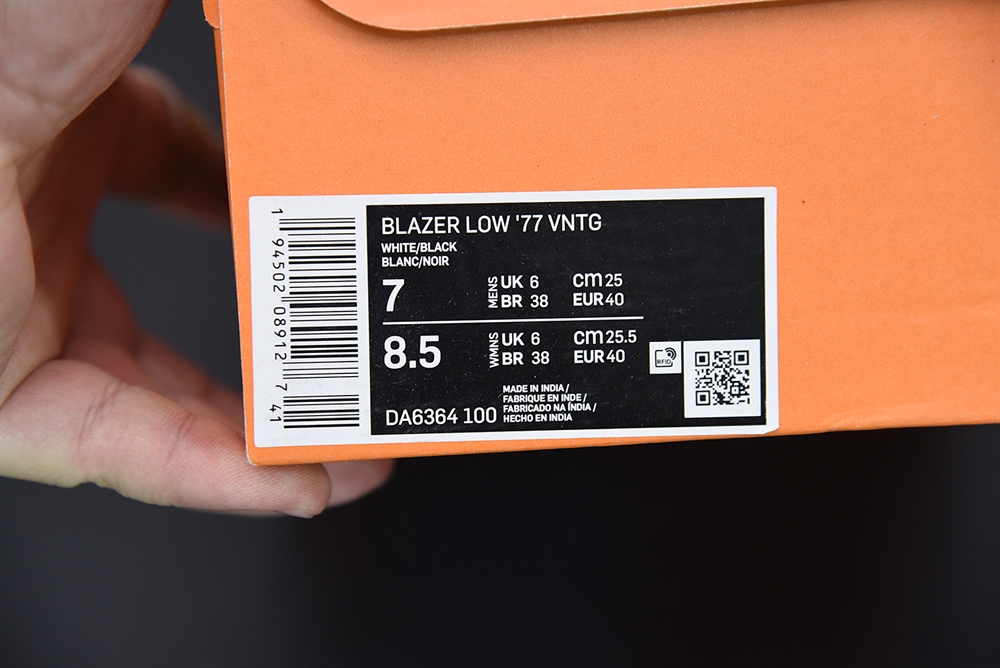 BLAZER LOW '77 VNTG
WHITE/BLACK
BLANC/NOIR
7
MENS
UK 6 cm 25
BR 38 EUR 40
8.5
WMNS
UK 6 cm 25.5
BR 38 EUR 40
RFID
DA6364 100
MADE IN INDIA /
FABRIQUE EN INDE /
FABRICADO NA ÍNDIA /
HECHO EN INDIA
1 94502 08912 7 41